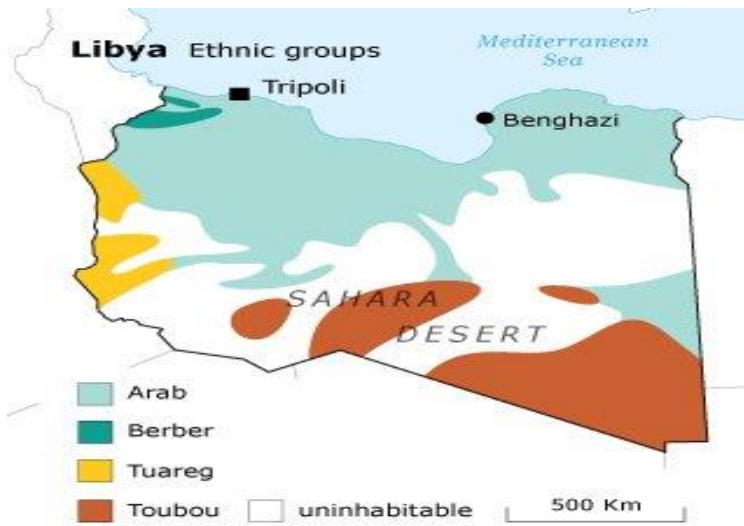 Libya Ethnic groups
Mediterranean
Sea
Tripoli
Benghazi
SAHARA
DESERT
Arab
Berber
Tuareg
Toubou
uninhabitable
500 Km